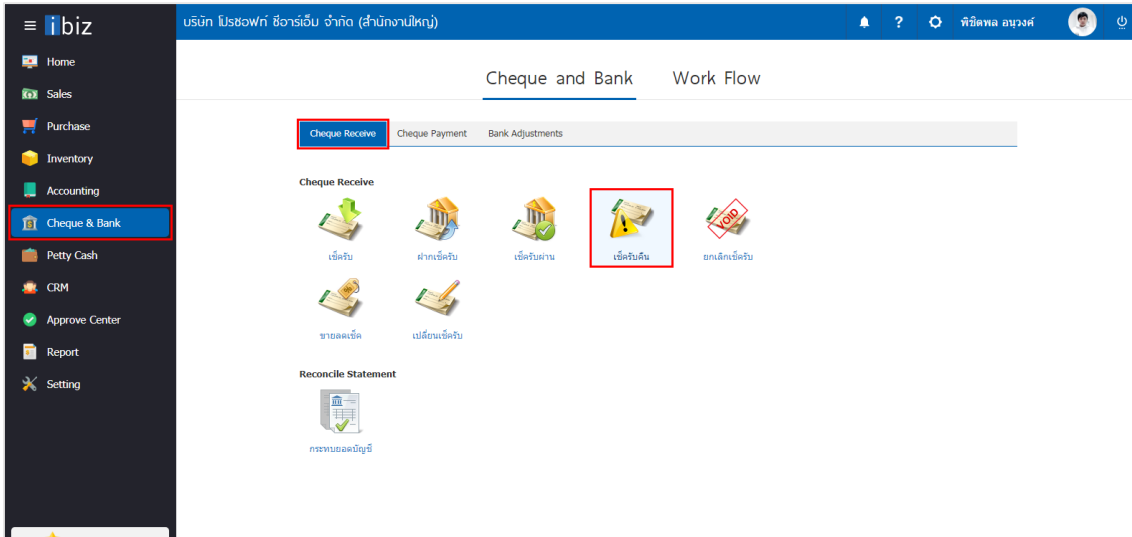 ibiz
บริษัท โปรซอฟท์ ซีอาร์เอ็ม จำกัด (สำนักงานใหญ่)
? พิชิตพล อนุวงศ์
Home
Sales
Purchase
Inventory
Accounting
Cheque & Bank
Petty Cash
CRM
Approve Center
Report
Setting
Cheque and Bank Work Flow
Cheque Receive Cheque Payment Bank Adjustments
Cheque Receive
เช็ครับ ฝากเช็ครับ เช็ครับผ่าน เช็ครับคืน ยกเลิกเช็ครับ
VOID
ขายลดเช็ค เปลี่ยนเช็ครับ
Reconcile Statement
กระทบยอดบัญชี